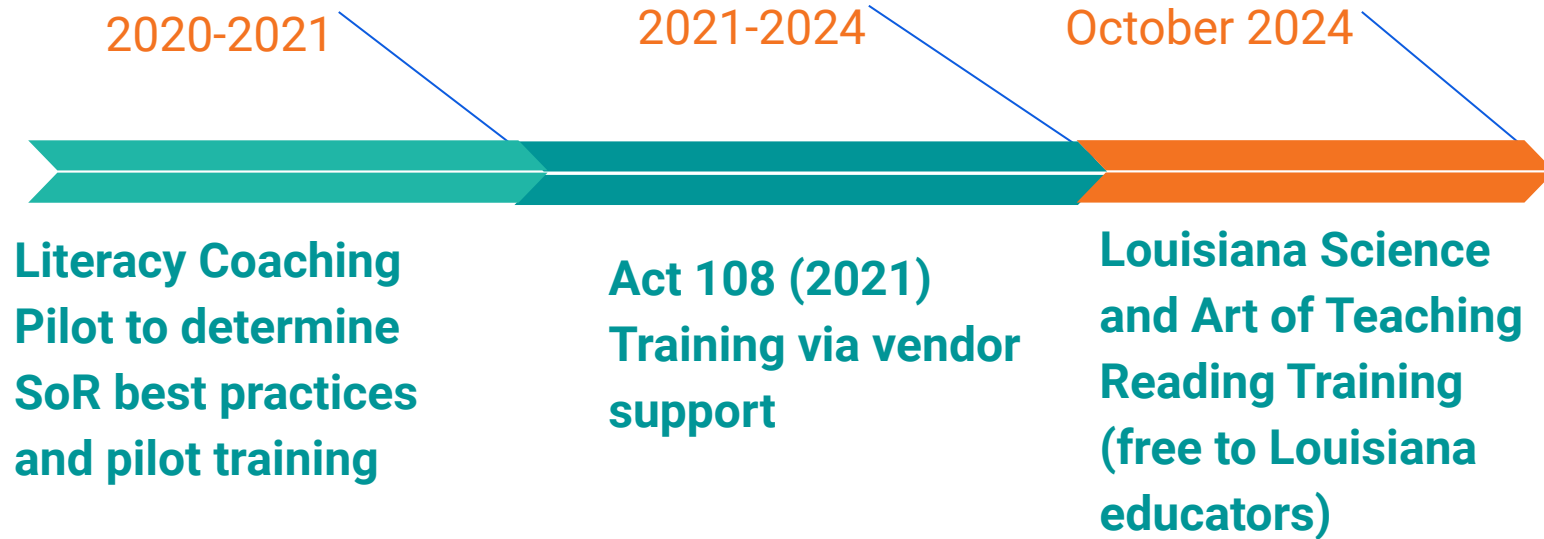 2020-2021
2021-2024
October 2024
Literacy Coaching
Pilot to determine
SoR best practices
and pilot training
Act 108 (2021)
Training via vendor
support
Louisiana Science
and Art of Teaching
Reading Training
(free to Louisiana
educators)